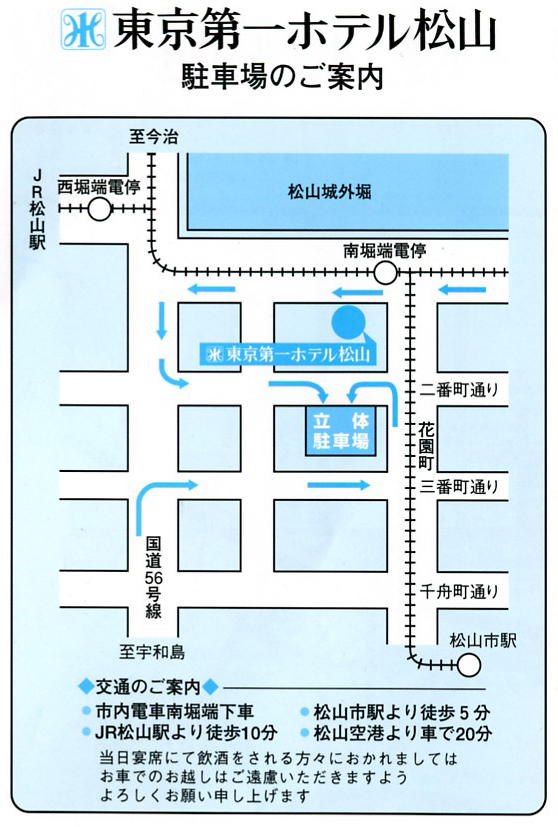 東京第一ホテル松山
駐車場のご案内
至今治
JR松山駅
西堀端電停
松山城外堀
南堀端電停
東京第一ホテル松山
二番町通り
立体
駐車場
花園町
三番町通り
国道56号線
千舟町通り
至宇和島
松山市駅
◆交通のご案内◆
●市内電車南堀端下車 ●松山市駅より徒歩5分
●JR松山駅より徒歩10分 ●松山空港より車で20分
当日宴席にて飲酒をされる方々におかれましては
お車でのお越しはご遠慮いただきますよう
よろしくお願い申し上げます